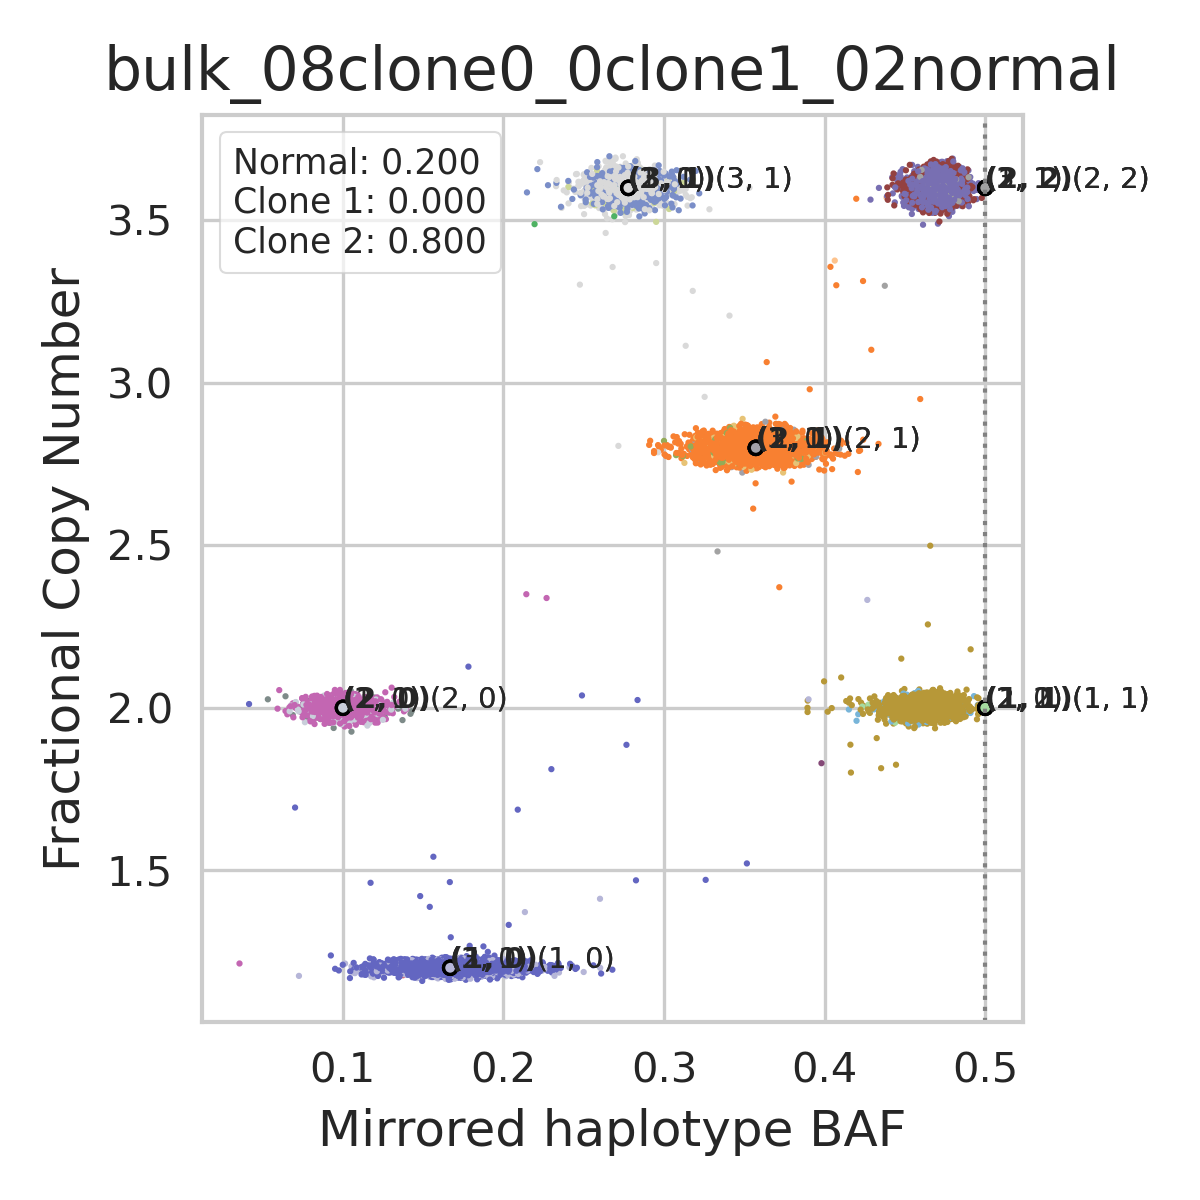 bulk_08clone0_0clone1_02normal
Normal: 0.200
Clone 1: 0.000
Clone 2: 0.800
(3, 1)
(2, 2)
3.5
3.0
(2, 1)
2.5
2.0
(2, 0)
(1, 1)
1.5
(1, 0)
0.1 0.2 0.3 0.4 0.5
Mirrored haplotype BAF
Fractional Copy Number